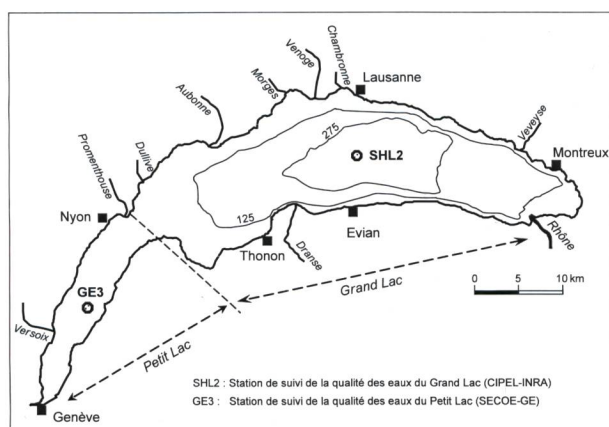 Chambronne
Venoge
Lausanne
Morges
Aubonne
275
SHL2
Veveyse
Montreux
Promenthouse
Dullive
Nyon
125
Evian
Rhône
Thonon
Dranse
GE3
Grand Lac
0 5 10 km
Versoix
Petit Lac
SHL2 : Station de suivi de la qualité des eaux du Grand Lac (CIPEL-INRA)
GE3 : Station de suivi de la qualité des eaux du Petit Lac (SECOE-GE)
Genève